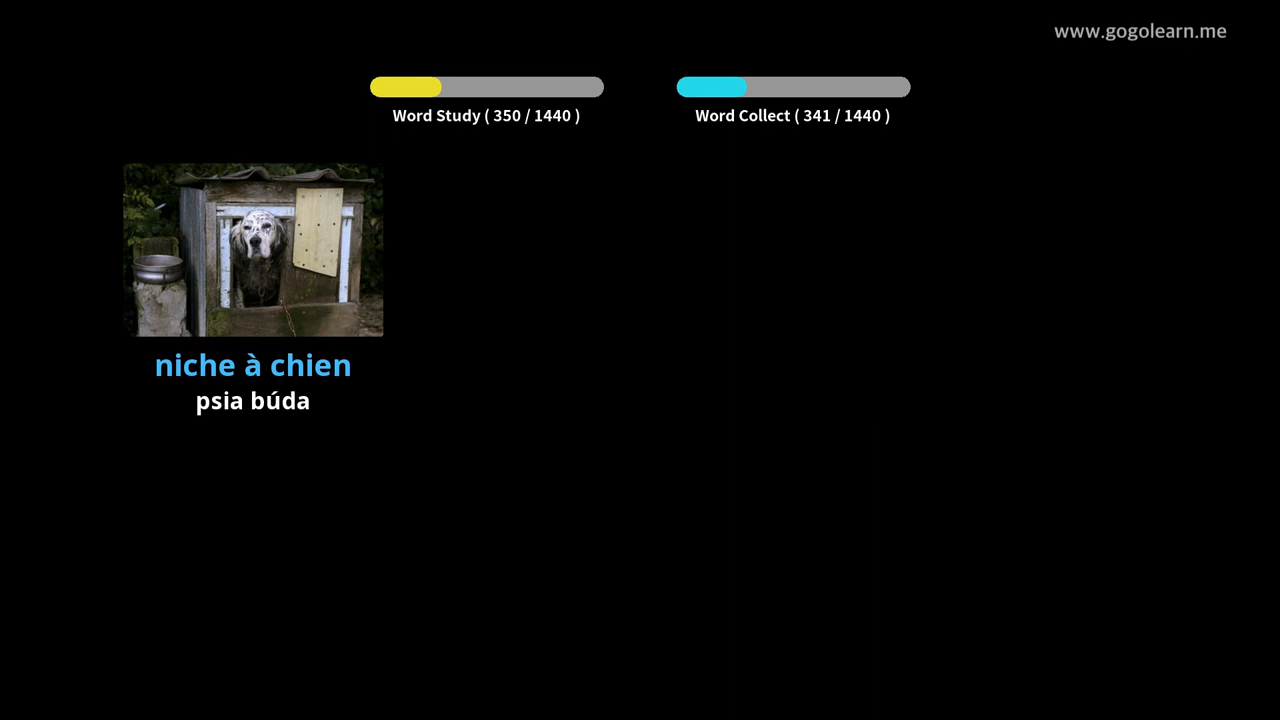 www.gogolearn.me
Word Study ( 350 / 1440 )
Word Collect ( 341 / 1440 )
niche à chien
psia búda